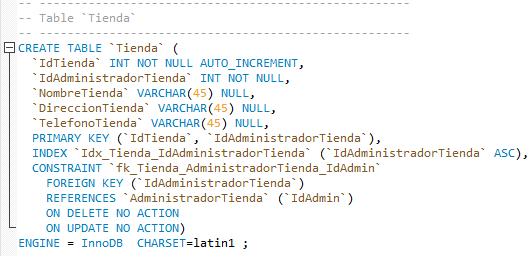 -- -----------------------------------------------------
-- Table `Tienda`
-- -----------------------------------------------------
CREATE TABLE `Tienda` (
`IdTienda` INT NOT NULL AUTO_INCREMENT,
`IdAdministradorTienda` INT NOT NULL,
`NombreTienda` VARCHAR(45) NULL,
`DireccionTienda` VARCHAR(45) NULL,
`TelefonoTienda` VARCHAR(45) NULL,
PRIMARY KEY (`IdTienda`, `IdAdministradorTienda`),
INDEX `Idx_Tienda_IdAdministradorTienda` (`IdAdministradorTienda` ASC),
CONSTRAINT `fk_Tienda_AdministradorTienda_IdAdmin`
FOREIGN KEY (`IdAdministradorTienda`)
REFERENCES `AdministradorTienda` (`IdAdmin`)
ON DELETE NO ACTION
ON UPDATE NO ACTION)
ENGINE = InnoDB  CHARSET=latin1 ;